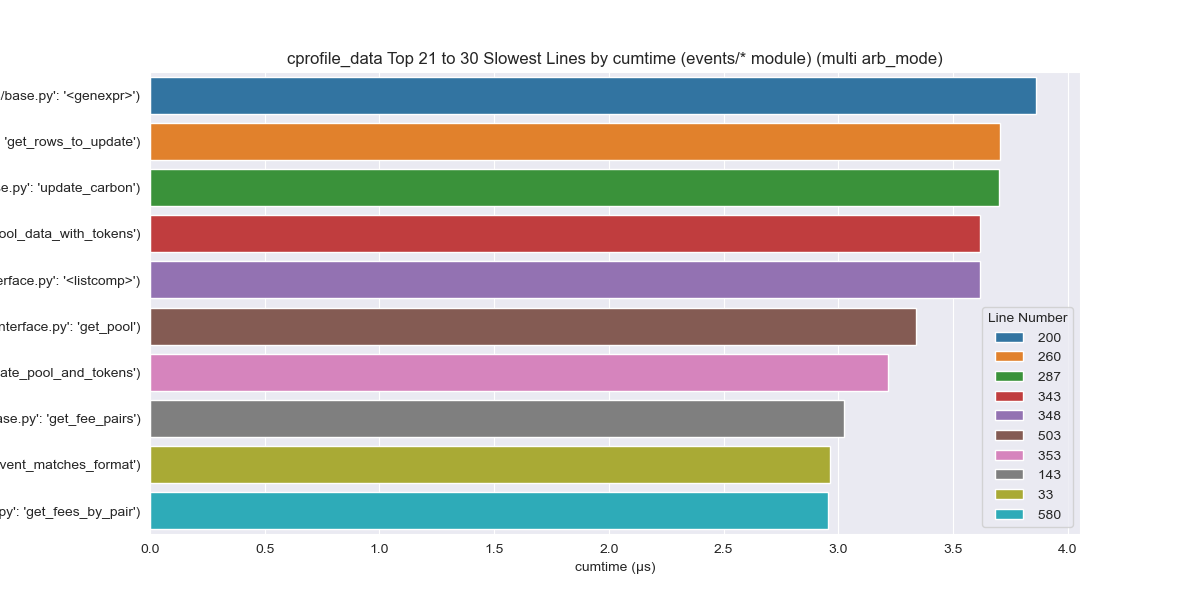 cprofile_data Top 21 to 30 Slowest Lines by cumtime (events/* module) (multi arb_mode)
/base.py': '<genexpr>')
'get_rows_to_update')
se.py': 'update_carbon')
ool_data_with_tokens')
erface.py': '<listcomp>')
nterface.py': 'get_pool')
ate_pool_and_tokens')
ase.py': 'get_fee_pairs')
vent_matches_format')
py': 'get_fees_by_pair')
Line Number
200
260
287
343
348
503
353
143
33
580
0.0 0.5 1.0 1.5 2.0 2.5 3.0 3.5 4.0
cumtime (µs)